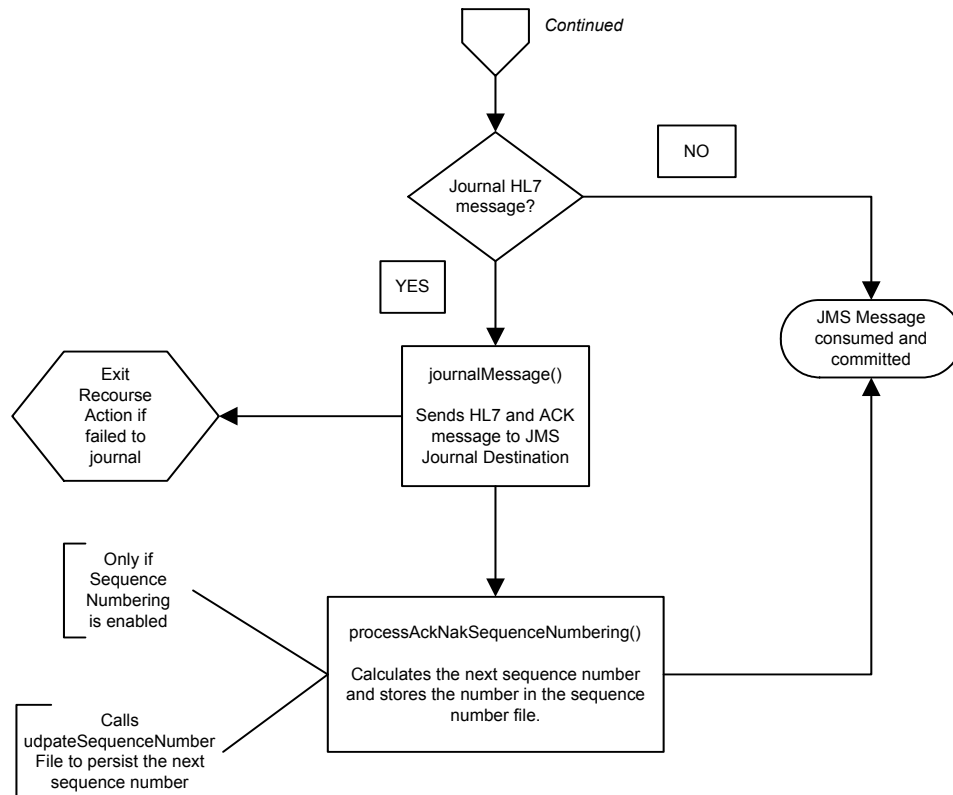 Continued
NO
Journal HL7
message?
YES
JMS Message
consumed and
committed
Exit
Recourse
Action if
failed to
journal
journalMessage()
Sends HL7 and ACK
message to JMS
Journal Destination
Only if
Sequence
Numbering
is enabled
processAckNakSequenceNumbering()
Calculates the next sequence number
and stores the number in the sequence
number file.
Calls
udpateSequenceNumber
File to persist the next
sequence number